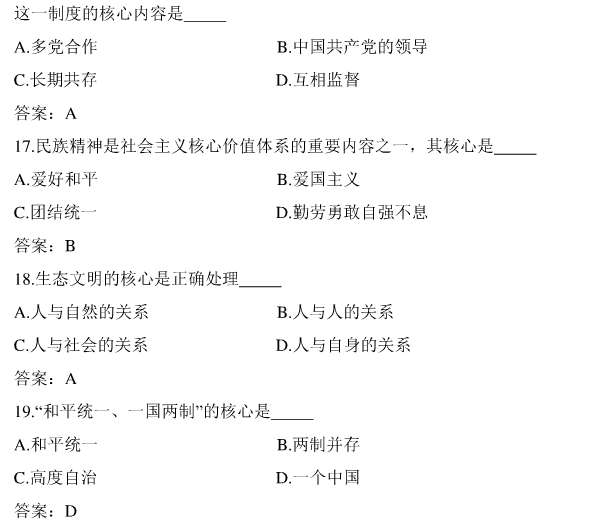 这一制度的核心内容是_____
A.多党合作 B.中国共产党的领导
C.长期共存 D.互相监督
答案：A
17.民族精神是社会主义核心价值体系的重要内容之一，其核心是_____
A.爱好和平 B.爱国主义
C.团结统一 D.勤劳勇敢自强不息
答案：B
18.生态文明的核心是正确处理_____
A.人与自然的关系 B.人与人的关系
C.人与社会的关系 D.人与自身的关系
答案：A
19.“和平统一、一国两制”的核心是_____
A.和平统一 B.两制并存
C.高度自治 D.一个中国
答案：D